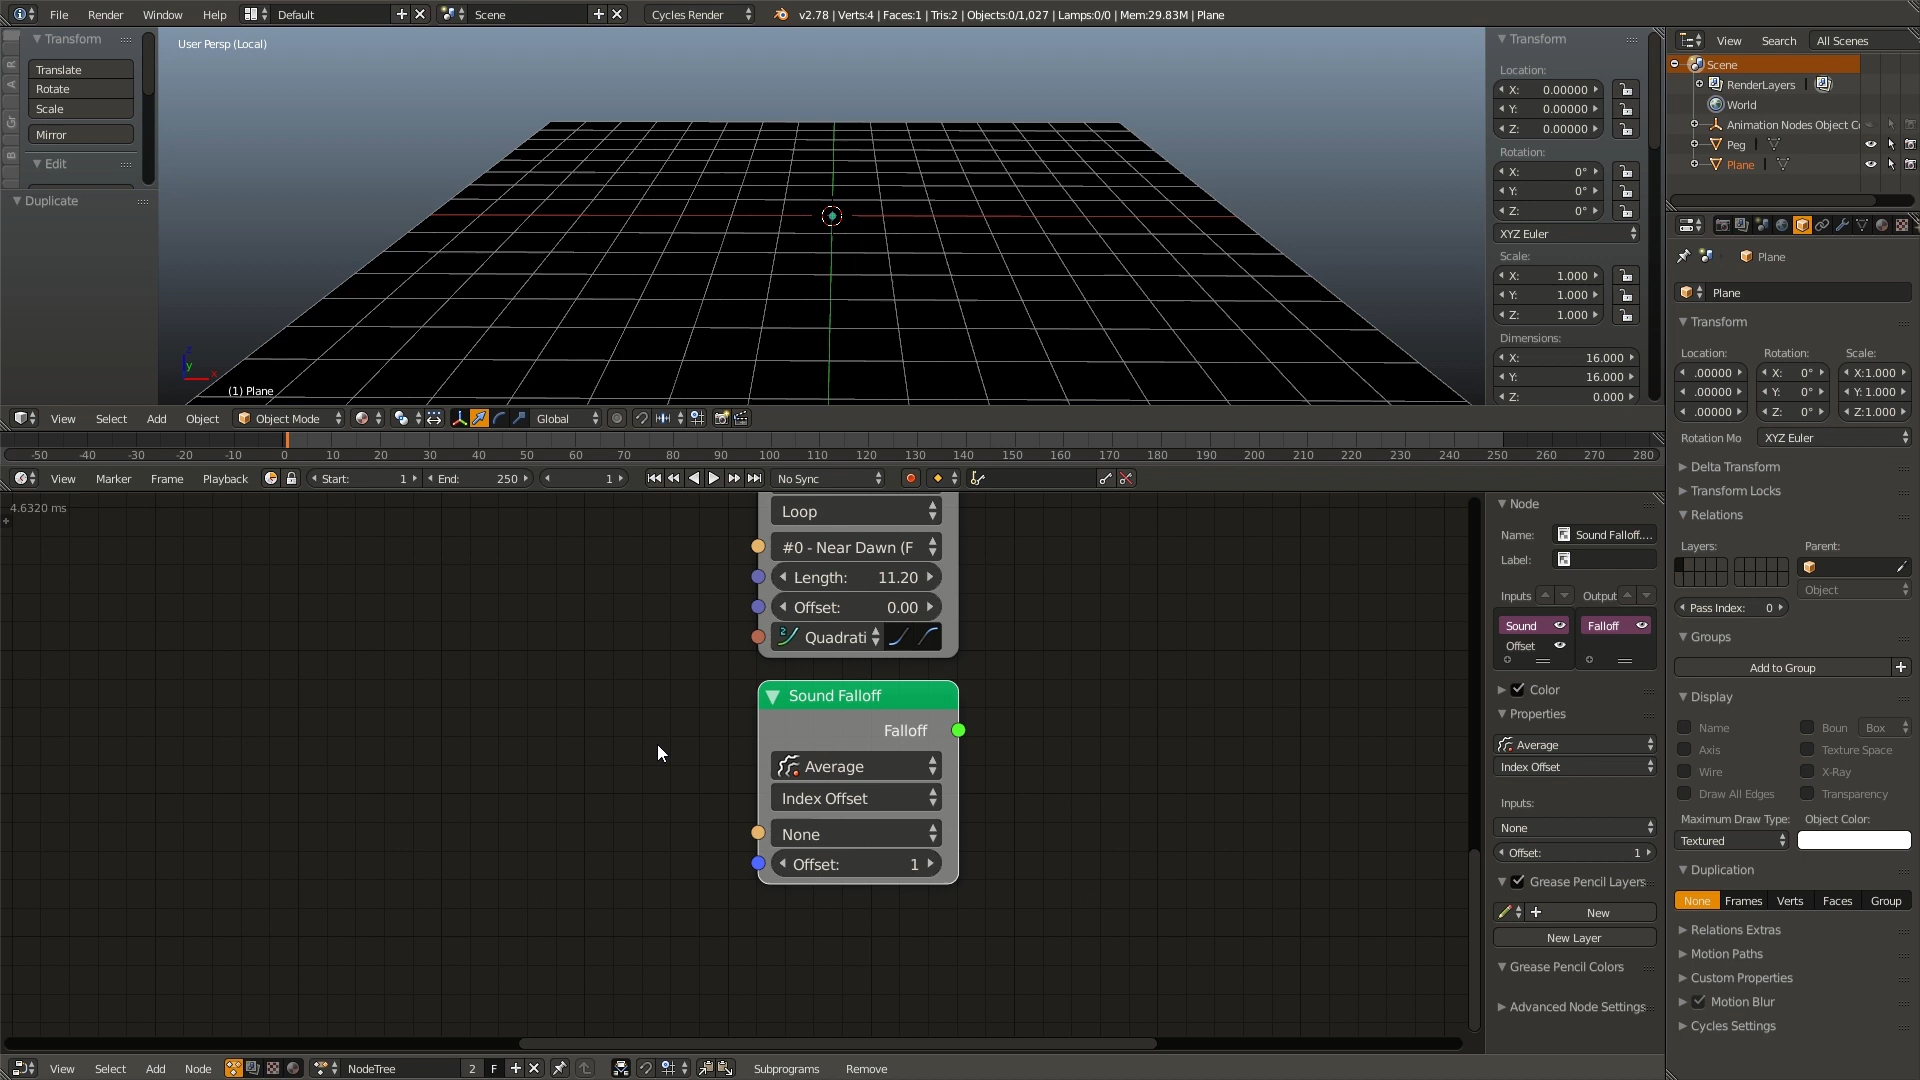 File Render Window Help Default Scene Cycles Render v2.78 | Verts:4 | Faces:1 | Tris:2 | Objects:0/1,027 | Lamps:0/0 | Mem:29.83M | Plane
Transform
Translate
Rotate
Scale
Mirror
Edit
Duplicate
R
A
Gr
B
User Persp (Local)
z
y
x
(1) Plane
Transform
Location:
X: 0.00000
Y: 0.00000
Z: 0.00000
Rotation:
X: 0°
Y: 0°
Z: 0°
XYZ Euler
Scale:
X: 1.000
Y: 1.000
Z: 1.000
Dimensions:
X: 16.000
Y: 16.000
Z: 0.000
View Select Add Object Object Mode Global
-50 -40 -30 -20 -10 0 10 20 30 40 50 60 70 80 90 100 110 120 130 140 150 160 170 180 190 200 210 220 230 240 250 260 270 280
View Marker Frame Playback Start: 1 End: 250 1 No Sync
4.6320 ms
Loop
#0 - Near Dawn (F
Length: 11.20
Offset: 0.00
2 Quadrati
Sound Falloff
Falloff
Average
Index Offset
None
Offset: 1
Node
Name: Sound Falloff....
Label:
Inputs Output
Sound Falloff
Offset
Color
Properties
Average
Index Offset
Inputs:
None
Offset: 1
Grease Pencil Layers
New
New Layer
Grease Pencil Colors
Advanced Node Settings
View Select Add Node NodeTree 2 F Subprograms Remove
View Search All Scenes
Scene
RenderLayers |
World
Animation Nodes Object C
Peg |
Plane |
Plane
Plane
Transform
Location: Rotation: Scale:
.00000 X: 0° X:1.000
.00000 Y: 0° Y:1.000
.00000 Z: 0° Z:1.000
Rotation Mo XYZ Euler
Delta Transform
Transform Locks
Relations
Layers: Parent:
Object
Pass Index: 0
Groups
Add to Group
Display
Name Boun Box
Axis Texture Space
Wire X-Ray
Draw All Edges Transparency
Maximum Draw Type: Object Color:
Textured
Duplication
None Frames Verts Faces Group
Relations Extras
Motion Paths
Custom Properties
Motion Blur
Cycles Settings